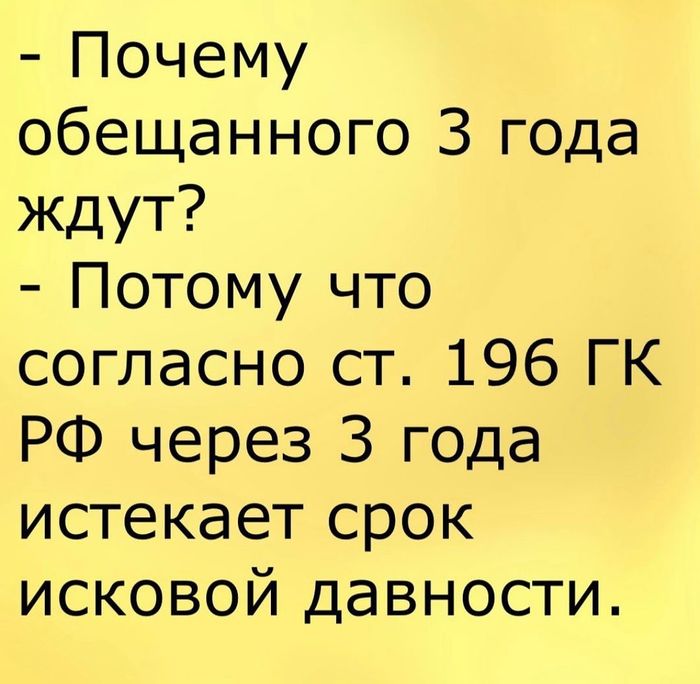 - Почему
обещанного 3 года
ждут?
- Потому что
согласно ст. 196 ГК
РФ через 3 года
истекает срок
исковой давности.